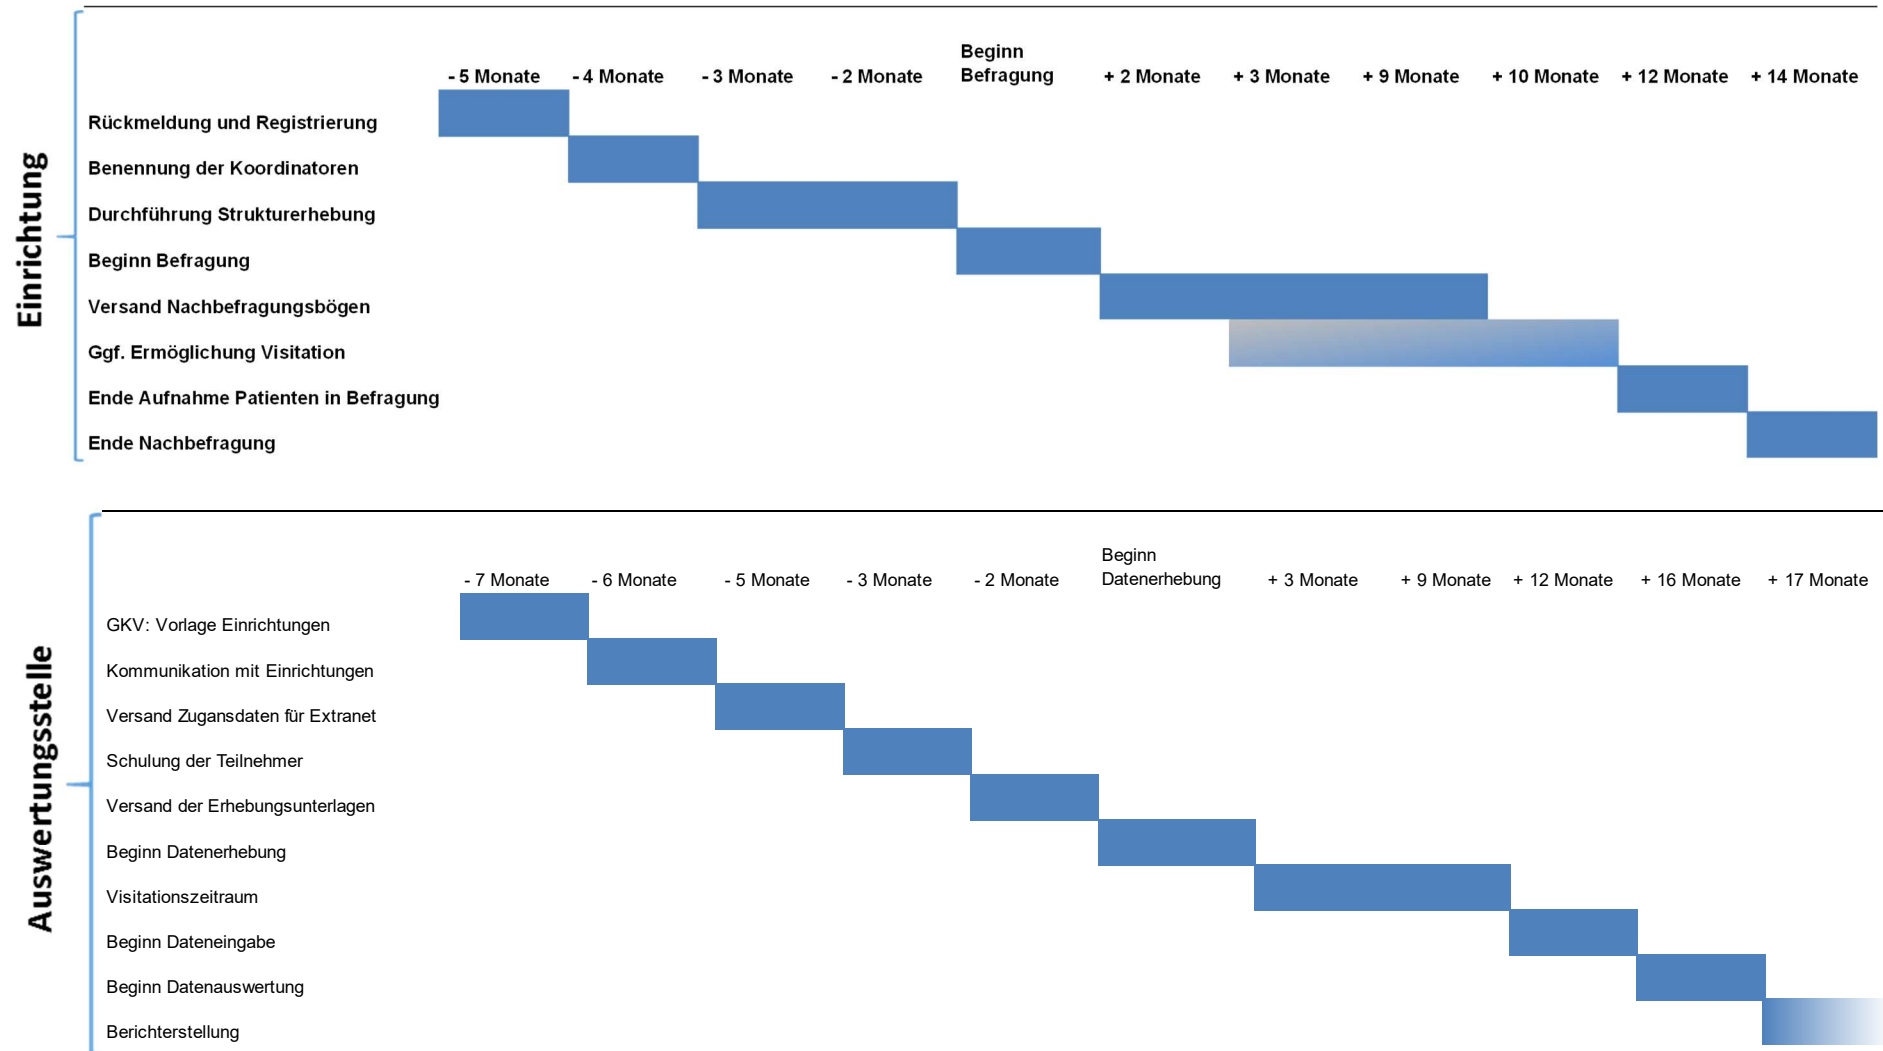 Einrichtung
Beginn
Befragung
- 5 Monate - 4 Monate - 3 Monate - 2 Monate + 2 Monate + 3 Monate + 9 Monate + 10 Monate + 12 Monate + 14 Monate
Rückmeldung und Registrierung
Benennung der Koordinatoren
Durchführung Strukturerhebung
Beginn Befragung
Versand Nachbefragungsbögen
Ggf. Ermöglichung Visitation
Ende Aufnahme Patienten in Befragung
Ende Nachbefragung
Auswertungsstelle
Beginn
Datenerhebung
- 7 Monate - 6 Monate - 5 Monate - 3 Monate - 2 Monate + 3 Monate + 9 Monate + 12 Monate + 16 Monate + 17 Monate
GKV: Vorlage Einrichtungen
Kommunikation mit Einrichtungen
Versand Zugansdaten für Extranet
Schulung der Teilnehmer
Versand der Erhebungsunterlagen
Beginn Datenerhebung
Visitationszeitraum
Beginn Dateneingabe
Beginn Datenauswertung
Berichterstellung